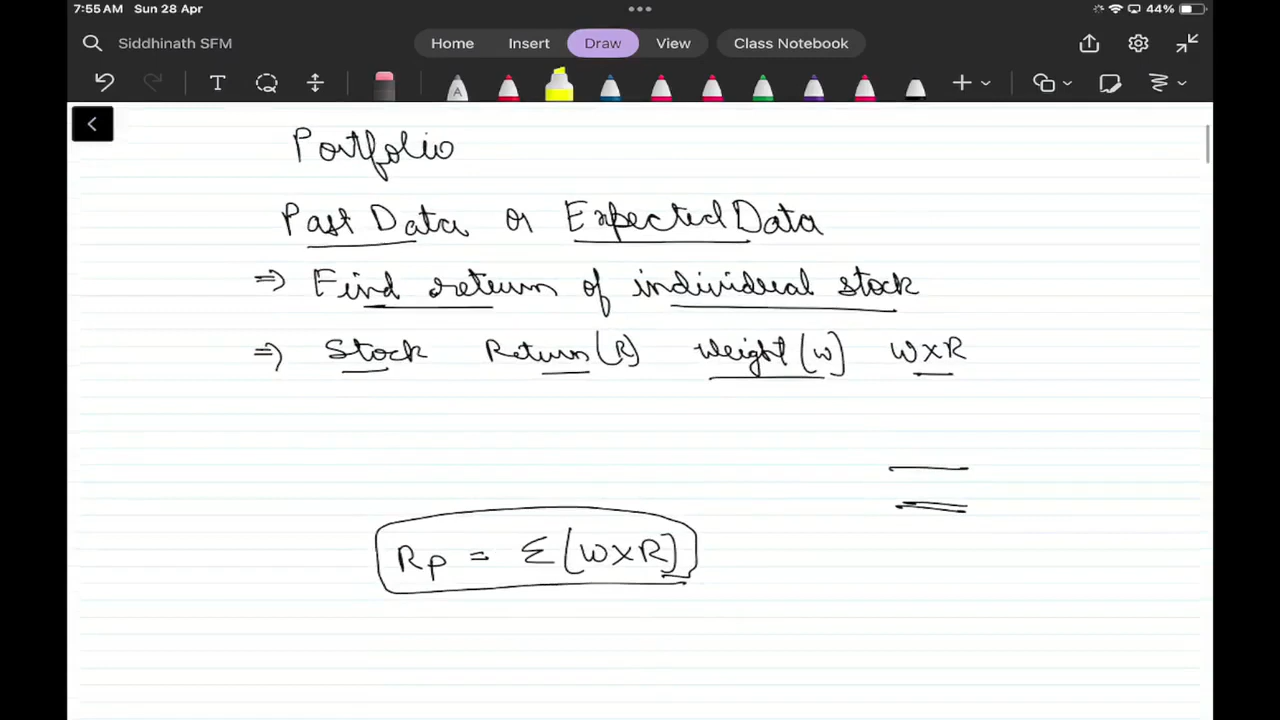 7:55 AM Sun 28 Apr 44%
Siddhinath SFM Home Insert Draw View Class Notebook
T A
Portfolio
Past Data or Expected Data
⇒ Find return of individual stock
⇒ Stock Return (R) Weight (W) W×R
Rp = Σ(W×R)